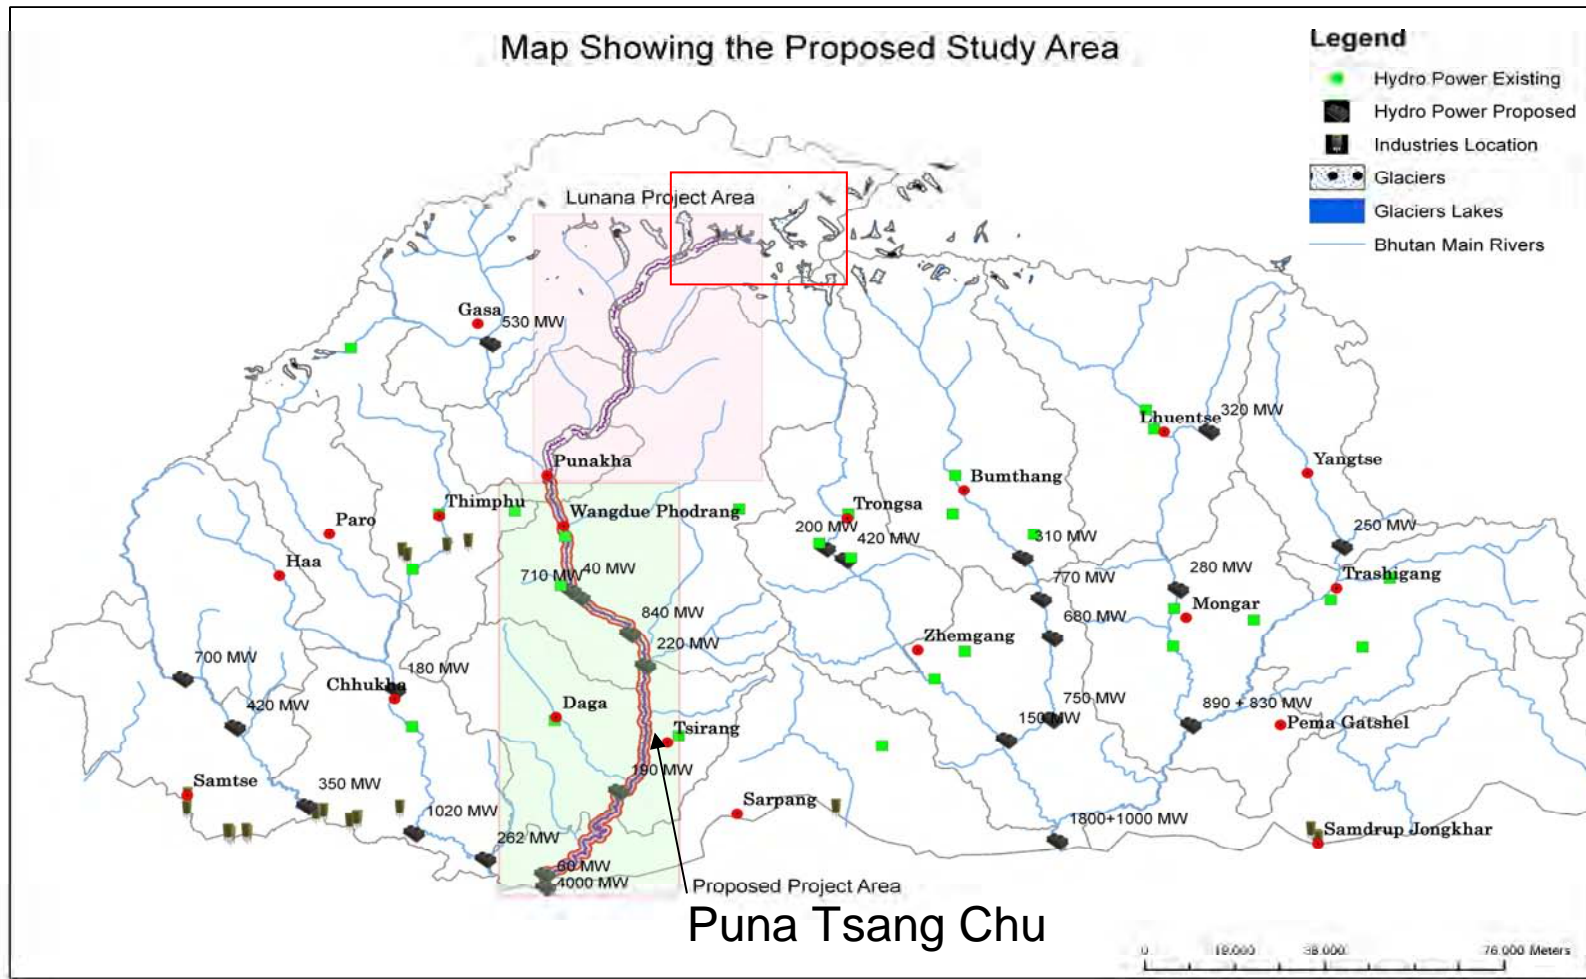 Map Showing the Proposed Study Area
Legend
Hydro Power Existing
Hydro Power Proposed
Industries Location
Glaciers
Glaciers Lakes
Bhutan Main Rivers
Lunana Project Area
Gasa
530 MW
Lhuentse
320 MW
Punakha
Yangtse
Bumthang
Thimphu
Wangdue Phodrang
Trongsa
Paro
200 MW
420 MW
310 MW
250 MW
Haa
710 MW
40 MW
770 MW
280 MW
Trashigang
840 MW
680 MW
Mongar
220 MW
Zhemgang
700 MW
180 MW
Chhukha
420 MW
Daga
Tsirang
150 MW
750 MW
890 + 830 MW
Pema Gatshel
190 MW
Samtse
350 MW
Sarpang
1020 MW
262 MW
1800+1000 MW
Samdrup Jongkhar
60 MW
4000 MW
Proposed Project Area
Puna Tsang Chu
0 19,000 38,000 76,000 Meters